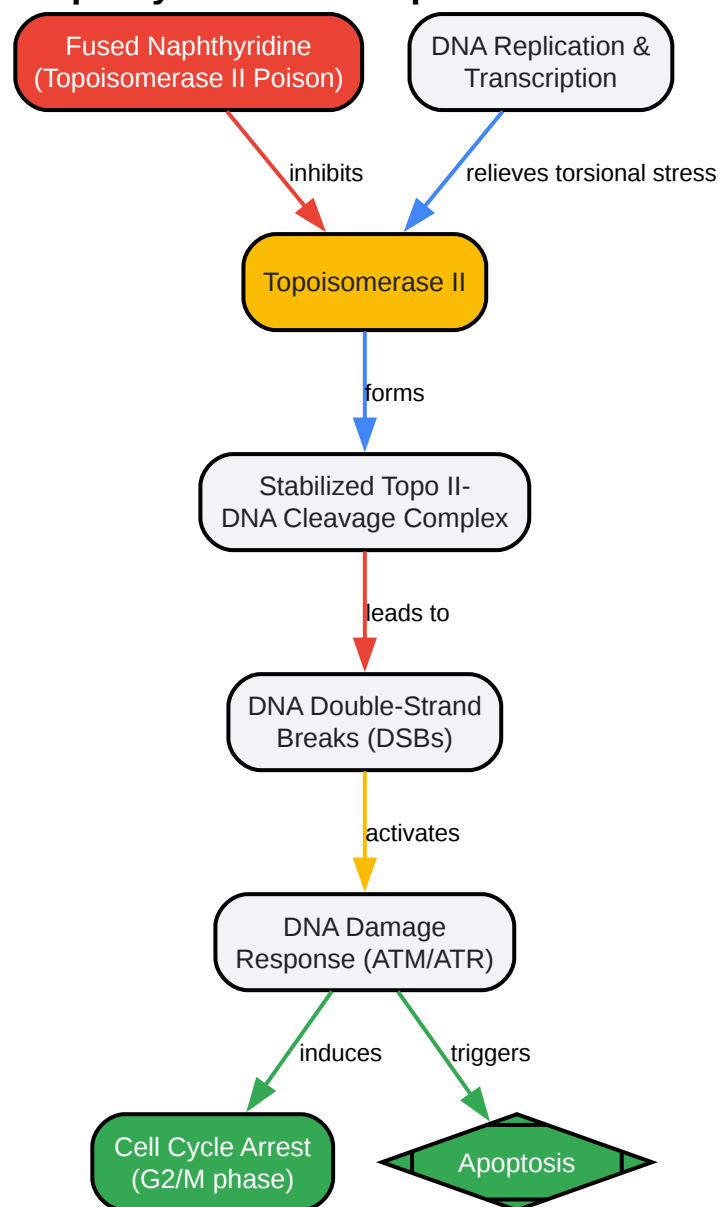 Fused Naphthyridine
(Topoisomerase II Poison)
DNA Replication &
Transcription
inhibits
relieves torsional stress
Topoisomerase II
forms
Stabilized Topo II-
DNA Cleavage Complex
leads to
DNA Double-Strand
Breaks (DSBs)
activates
DNA Damage
Response (ATM/ATR)
induces
triggers
Cell Cycle Arrest
(G2/M phase)
Apoptosis